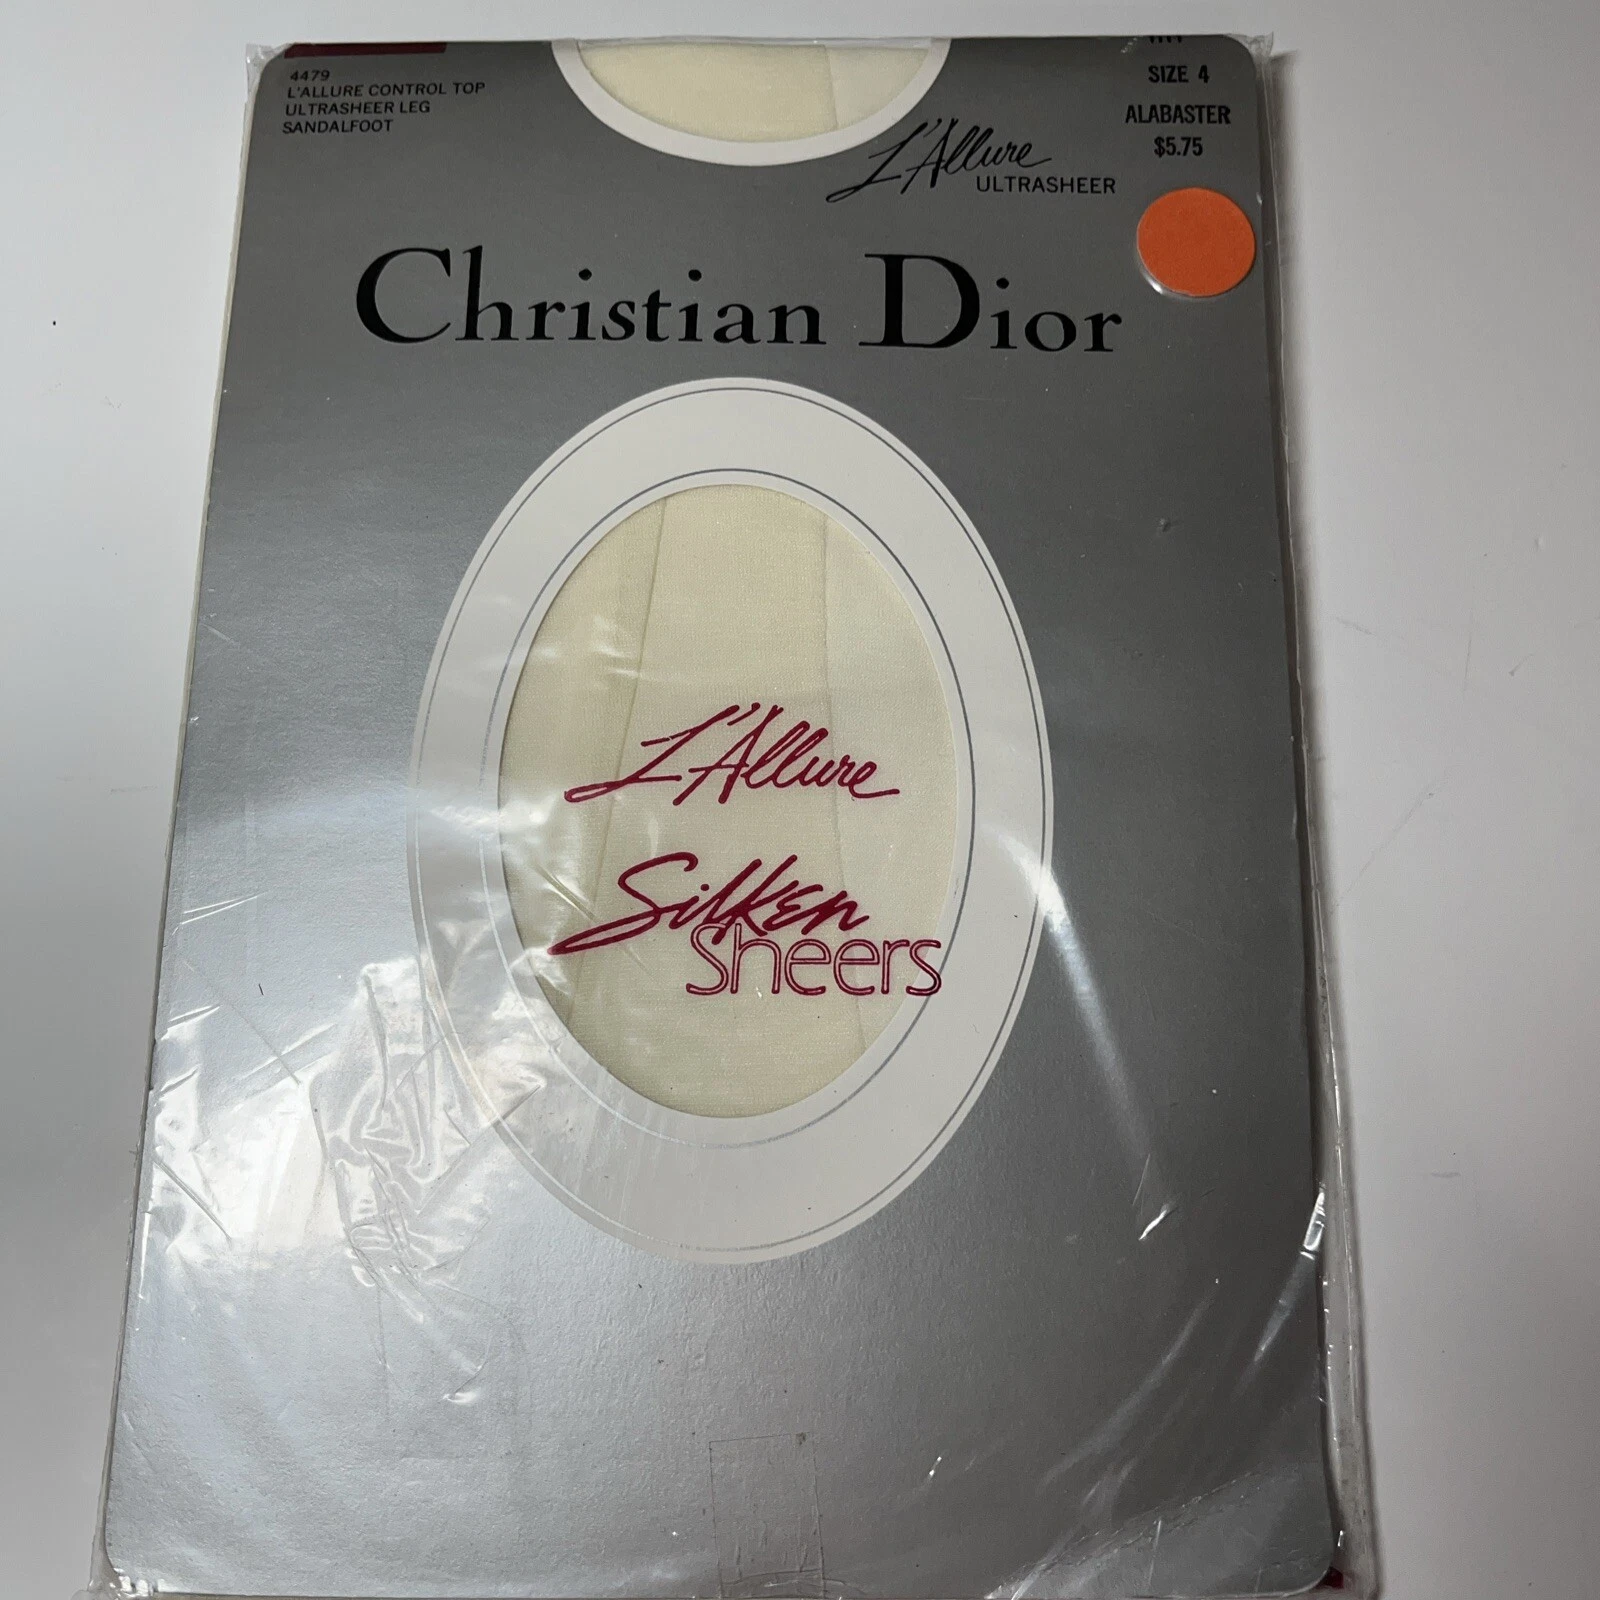 4479
L'ALLURE CONTROL TOP
ULTRASHEER LEG
SANDALFOOT
SIZE 4
ALABASTER
$5.75
L'Allure
ULTRASHEER
Christian Dior
L'Allure
Silken
Sheers